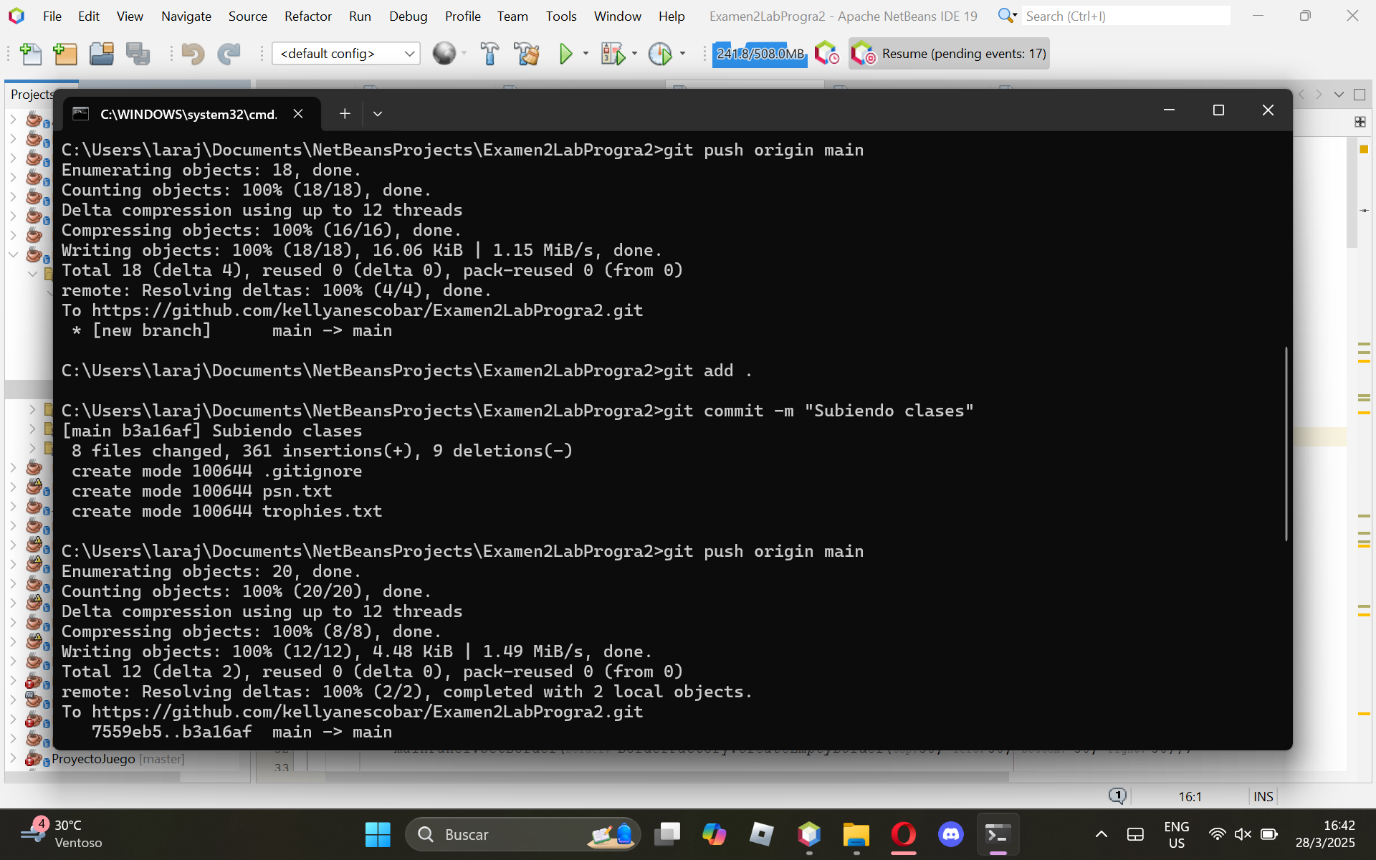 File Edit View Navigate Source Refactor Run Debug Profile Team Tools Window Help Examen2LabProgra2 - Apache NetBeans IDE 19 Search (Ctrl+I)
<default config> 241.8/508.0MB Resume (pending events: 17)
Projects
C:\WINDOWS\system32\cmd.
C:\Users\laraj\Documents\NetBeansProjects\Examen2LabProgra2>git push origin main
Enumerating objects: 18, done.
Counting objects: 100% (18/18), done.
Delta compression using up to 12 threads
Compressing objects: 100% (16/16), done.
Writing objects: 100% (18/18), 16.06 KiB | 1.15 MiB/s, done.
Total 18 (delta 4), reused 0 (delta 0), pack-reused 0 (from 0)
remote: Resolving deltas: 100% (4/4), done.
To https://github.com/kellyanescobar/Examen2LabProgra2.git
* [new branch] main -> main
C:\Users\laraj\Documents\NetBeansProjects\Examen2LabProgra2>git add .
C:\Users\laraj\Documents\NetBeansProjects\Examen2LabProgra2>git commit -m "Subiendo clases"
[main b3a16af] Subiendo clases
8 files changed, 361 insertions(+), 9 deletions(-)
create mode 100644 .gitignore
create mode 100644 psn.txt
create mode 100644 trophies.txt
C:\Users\laraj\Documents\NetBeansProjects\Examen2LabProgra2>git push origin main
Enumerating objects: 20, done.
Counting objects: 100% (20/20), done.
Delta compression using up to 12 threads
Compressing objects: 100% (8/8), done.
Writing objects: 100% (12/12), 4.48 KiB | 1.49 MiB/s, done.
Total 12 (delta 2), reused 0 (delta 0), pack-reused 0 (from 0)
remote: Resolving deltas: 100% (2/2), completed with 2 local objects.
To https://github.com/kellyanescobar/Examen2LabProgra2.git
7559eb5..b3a16af main -> main
ProyectoJuego [master]
33
1 16:1 INS
4 30°C
Ventoso
Buscar
ENG
US
16:42
28/3/2025